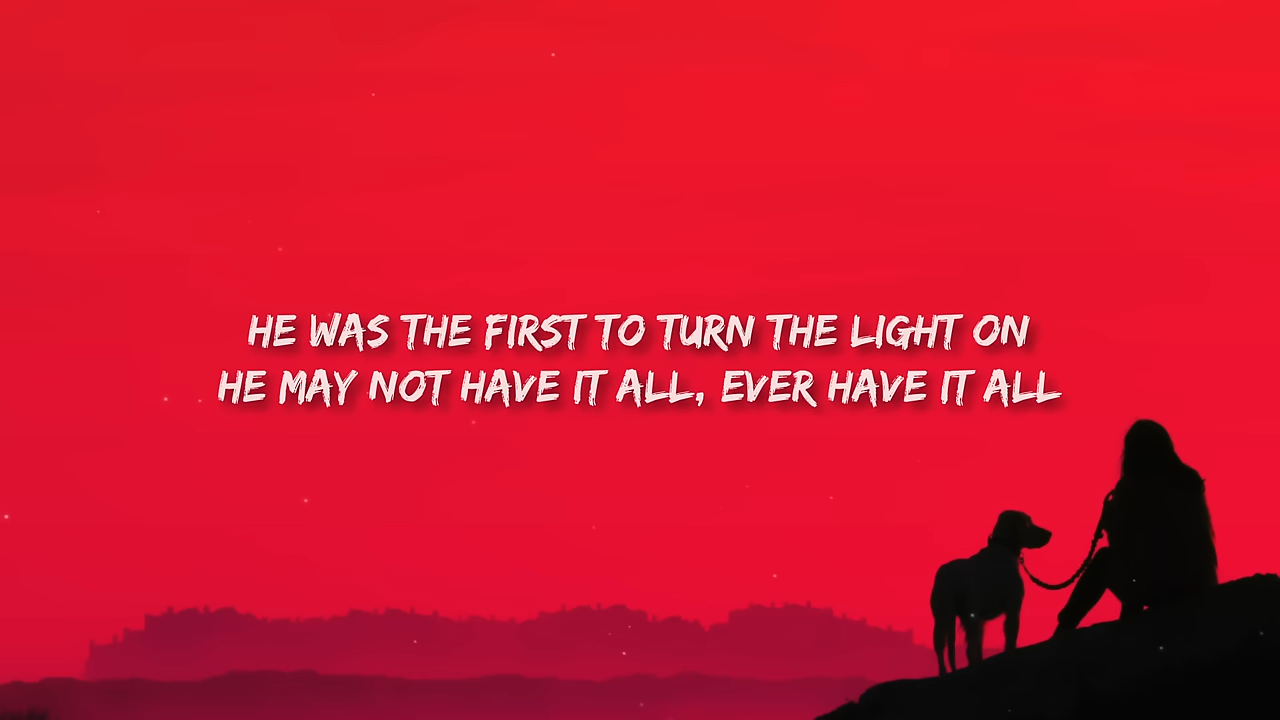 HE WAS THE FIRST TO TURN THE LIGHT ON
HE MAY NOT HAVE IT ALL, EVER HAVE IT ALL